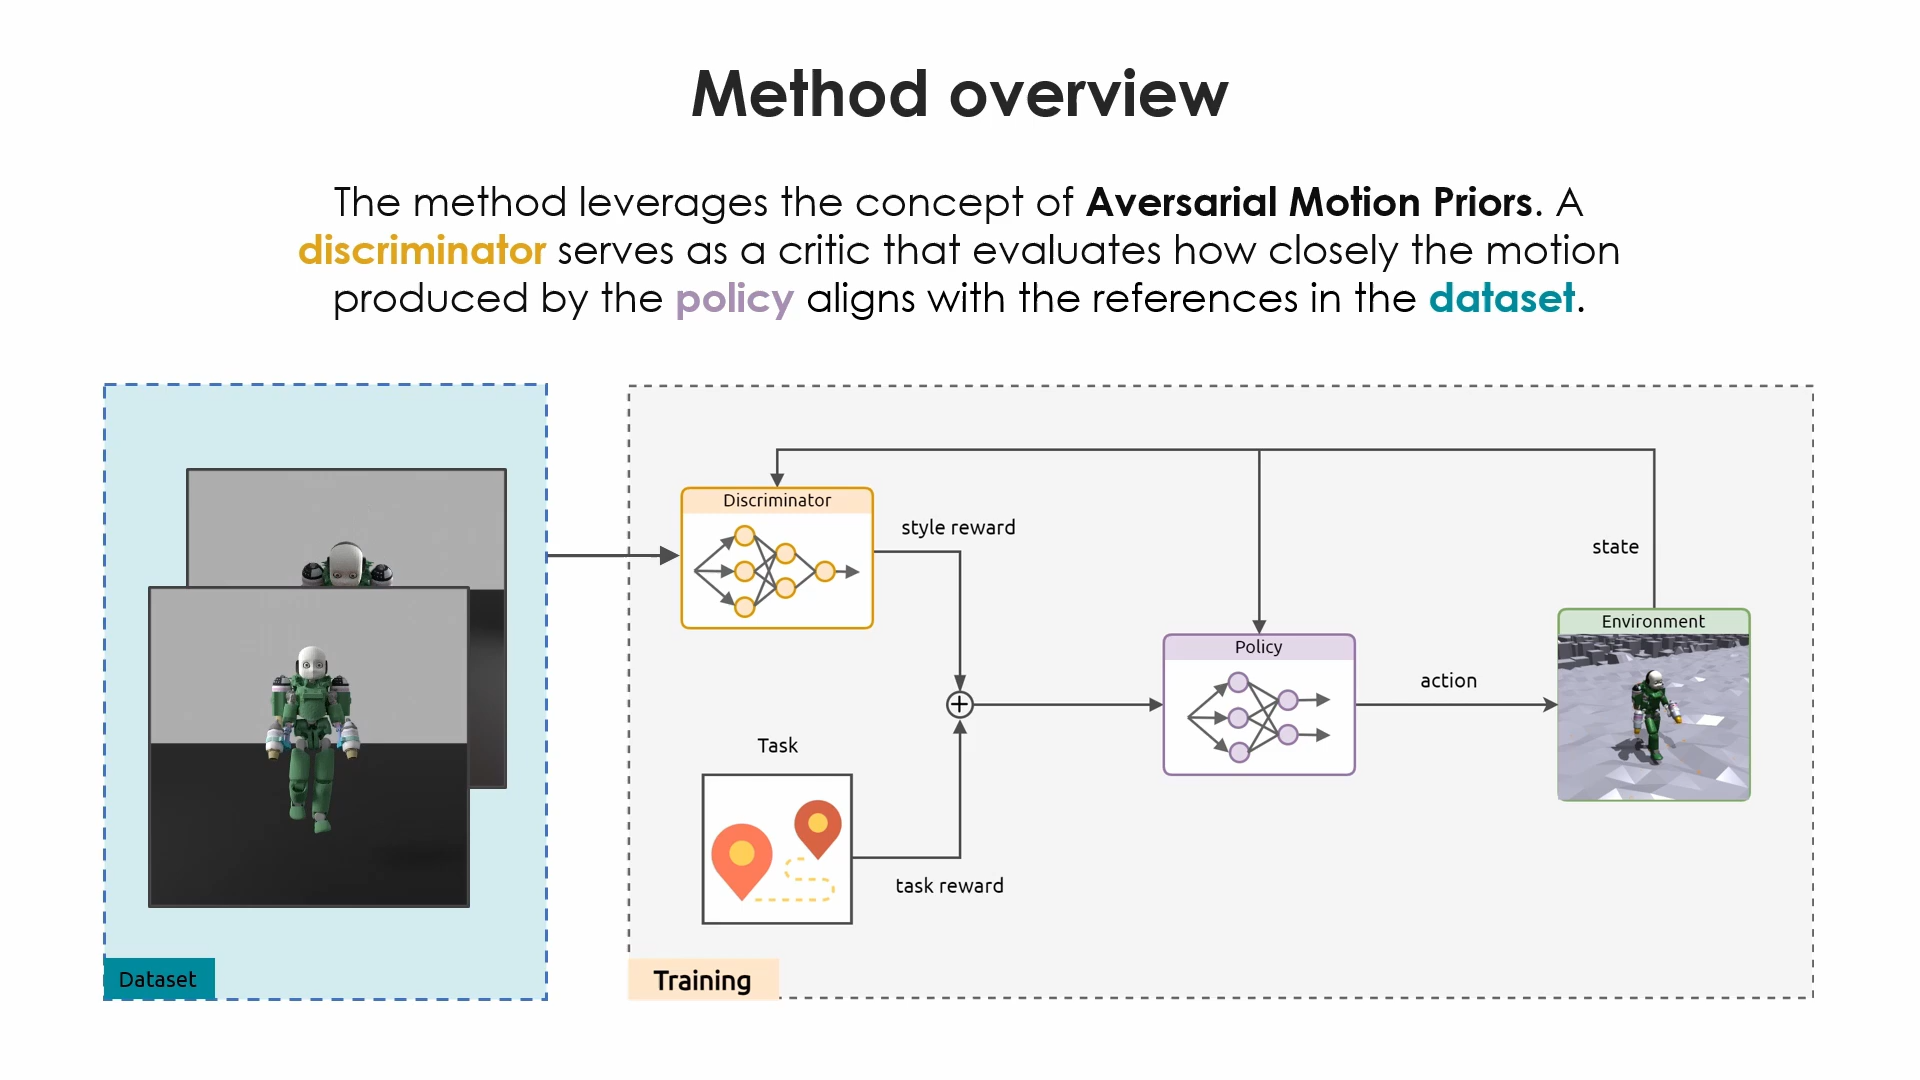 Method overview
The method leverages the concept of Aversarial Motion Priors. A
discriminator serves as a critic that evaluates how closely the motion
produced by the policy aligns with the references in the dataset.
Discriminator
style reward
state
Environment
Policy
action
Task
task reward
Dataset
Training